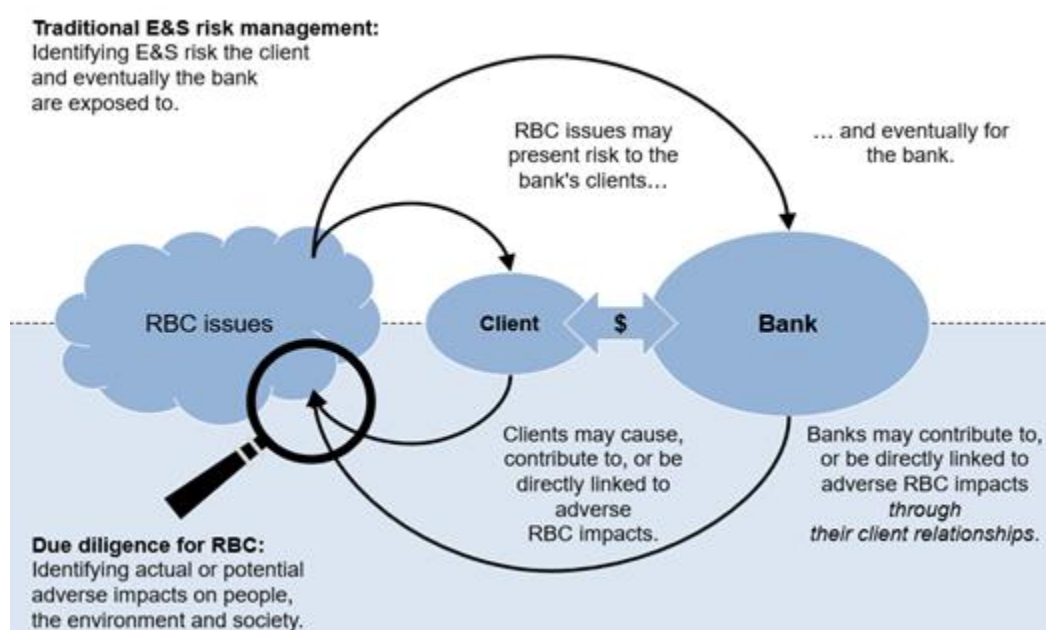 Traditional E&S risk management:
Identifying E&S risk the client
and eventually the bank
are exposed to.
RBC issues may
present risk to the
bank's clients…
… and eventually for
the bank.
RBC issues
Client
$
Bank
Clients may cause,
contribute to, or be
directly linked to
adverse
RBC impacts.
Banks may contribute to,
or be directly linked to
adverse RBC impacts
through
their client relationships.
Due diligence for RBC:
Identifying actual or potential
adverse impacts on people,
the environment and society.